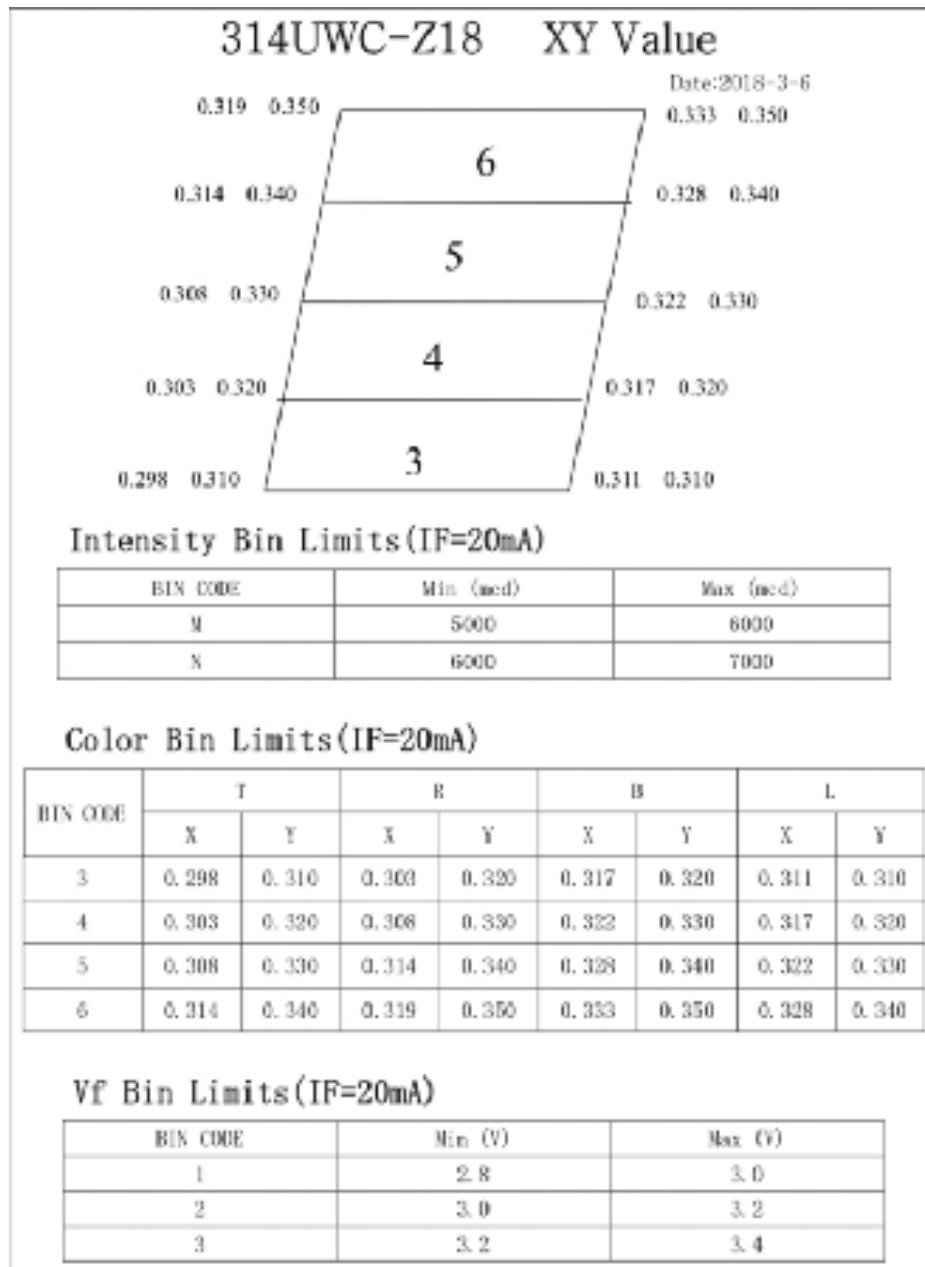 314UWC-Z18 XY Value
Date:2018-3-6
0.319 0.350 0.333 0.350
6
0.314 0.340 0.328 0.340
5
0.308 0.330 0.322 0.330
4
0.303 0.320 0.317 0.320
3
0.298 0.310 0.311 0.310
Intensity Bin Limits(IF=20mA)
BIN CODE Min (mcd) Max (mcd)
M 5000 6000
N 6000 7000
Color Bin Limits(IF=20mA)
BIN CODE T R B L
X Y X Y X Y X Y
3 0.298 0.310 0.303 0.320 0.317 0.320 0.311 0.310
4 0.303 0.320 0.308 0.330 0.322 0.330 0.317 0.320
5 0.308 0.330 0.314 0.340 0.328 0.340 0.322 0.330
6 0.314 0.340 0.319 0.350 0.333 0.350 0.328 0.340
Vf Bin Limits(IF=20mA)
BIN CODE Min (V) Max (V)
1 2.8 3.0
2 3.0 3.2
3 3.2 3.4